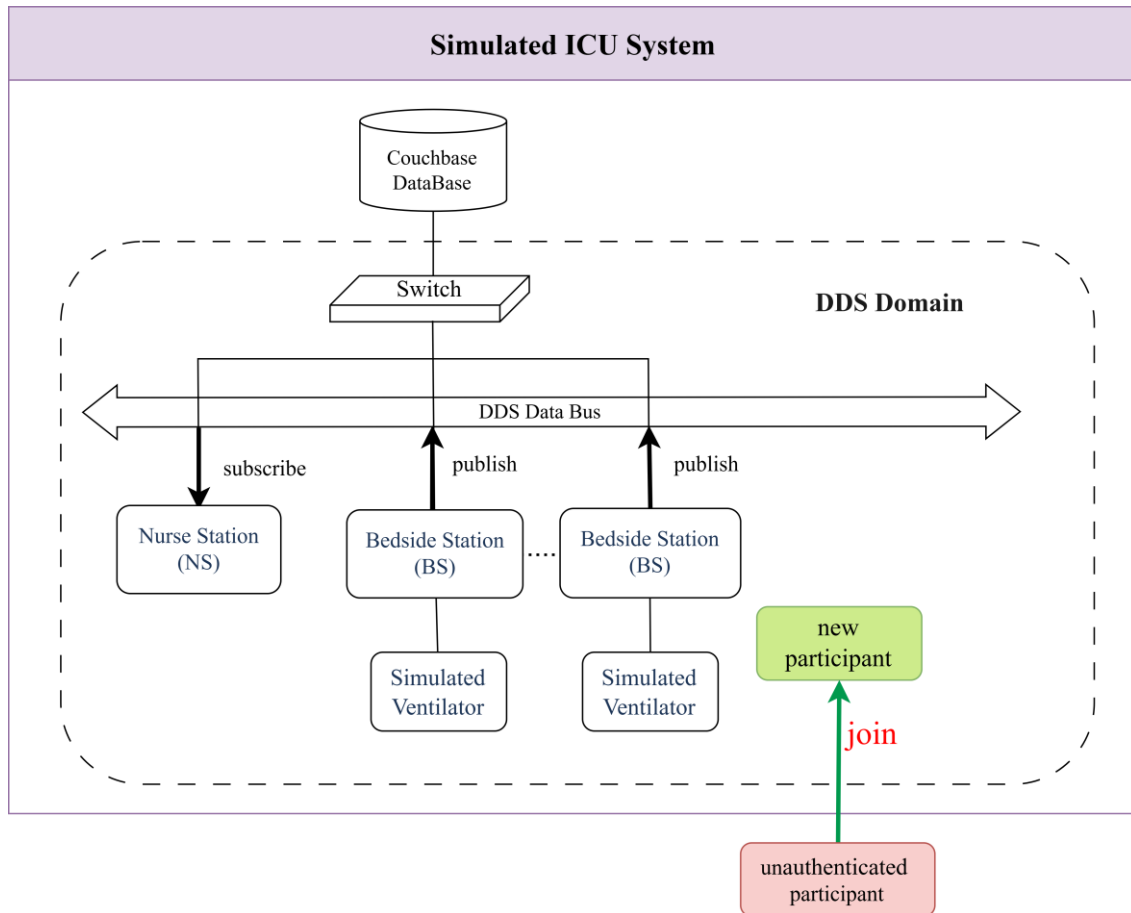 Simulated ICU System
Couchbase
DataBase
Switch
DDS Domain
DDS Data Bus
subscribe
publish
publish
Nurse Station
(NS)
Bedside Station
(BS)
....
Bedside Station
(BS)
Simulated
Ventilator
Simulated
Ventilator
new
participant
join
unauthenticated
participant